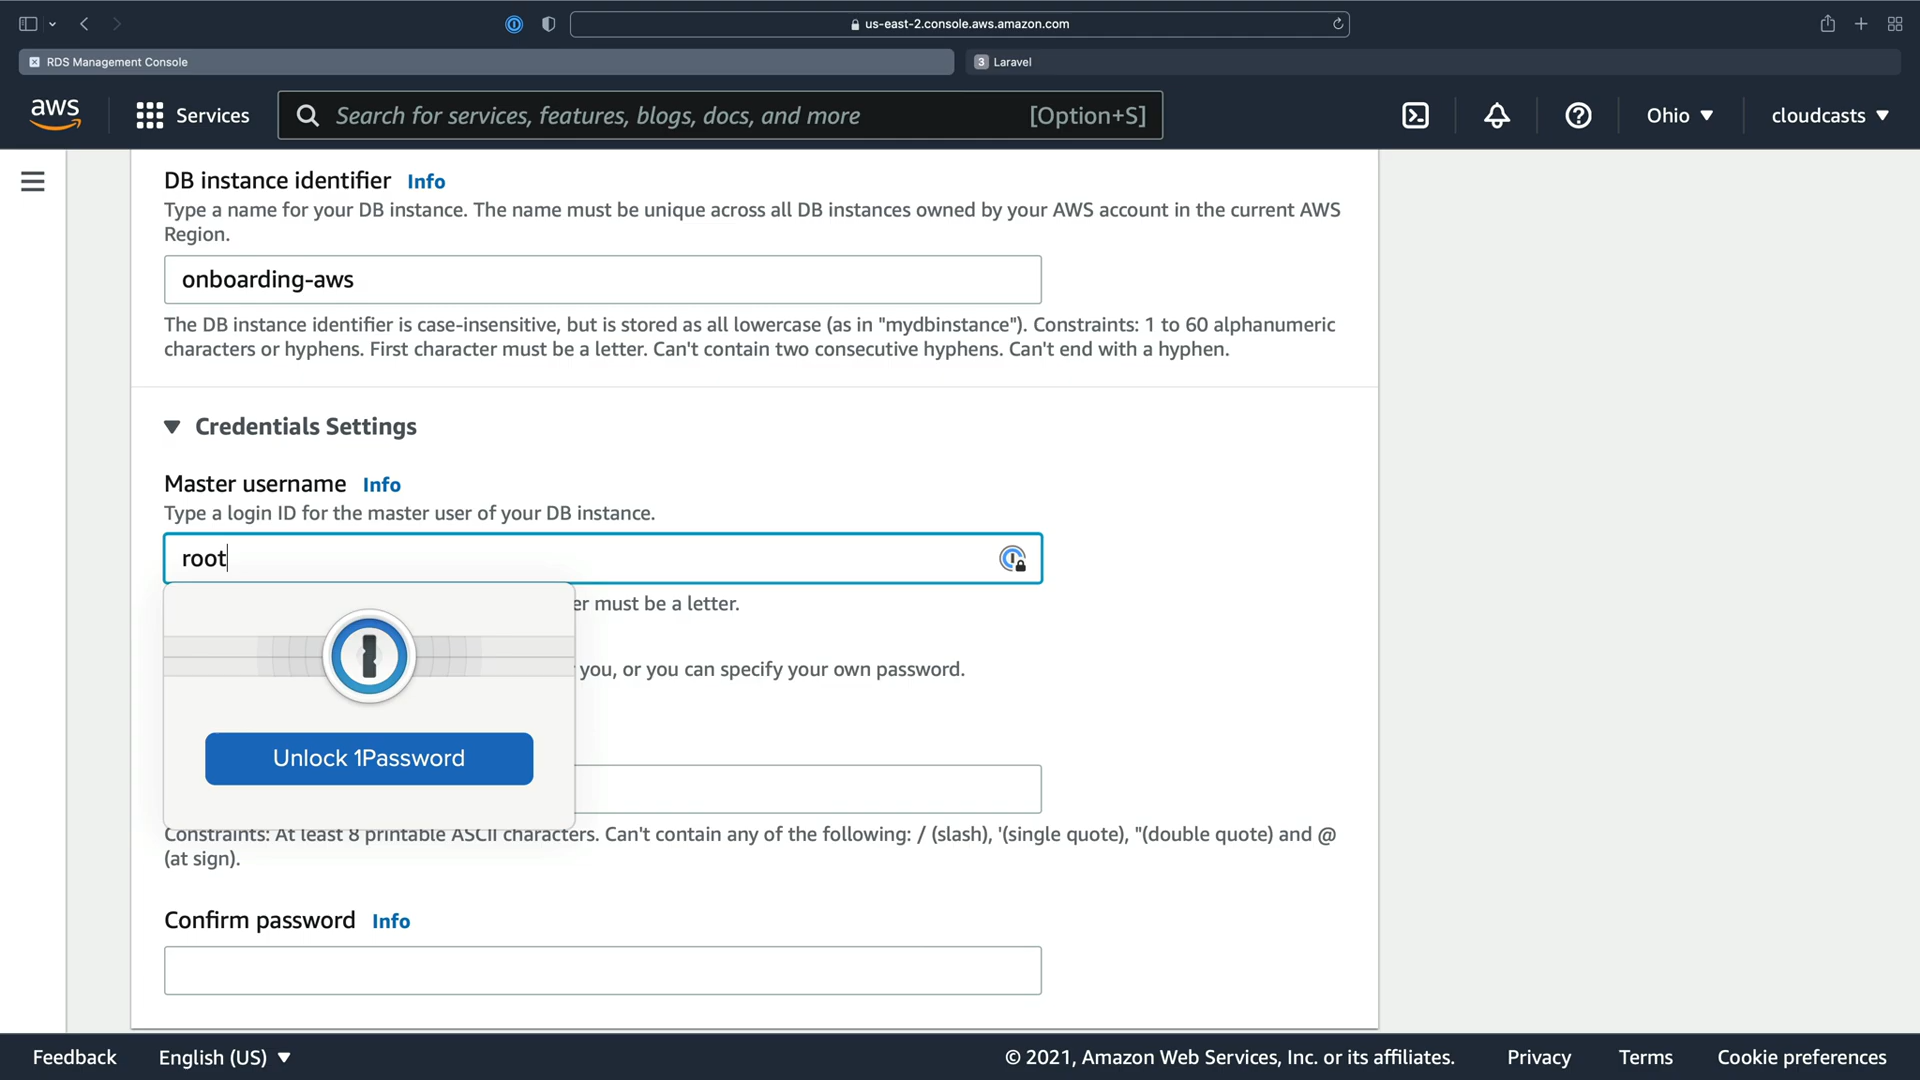 us-east-2.console.aws.amazon.com
RDS Management Console
3 Laravel
aws
Services
Search for services, features, blogs, docs, and more [Option+S]
Ohio
cloudcasts
DB instance identifier Info
Type a name for your DB instance. The name must be unique across all DB instances owned by your AWS account in the current AWS
Region.
onboarding-aws
The DB instance identifier is case-insensitive, but is stored as all lowercase (as in "mydbinstance"). Constraints: 1 to 60 alphanumeric
characters or hyphens. First character must be a letter. Can't contain two consecutive hyphens. Can't end with a hyphen.
Credentials Settings
Master username Info
Type a login ID for the master user of your DB instance.
root
er must be a letter.
you, or you can specify your own password.
Unlock 1Password
Constraints: At least 8 printable ASCII characters. Can't contain any of the following: / (slash), '(single quote), "(double quote) and @
(at sign).
Confirm password Info
Feedback
English (US)
© 2021, Amazon Web Services, Inc. or its affiliates.
Privacy
Terms
Cookie preferences